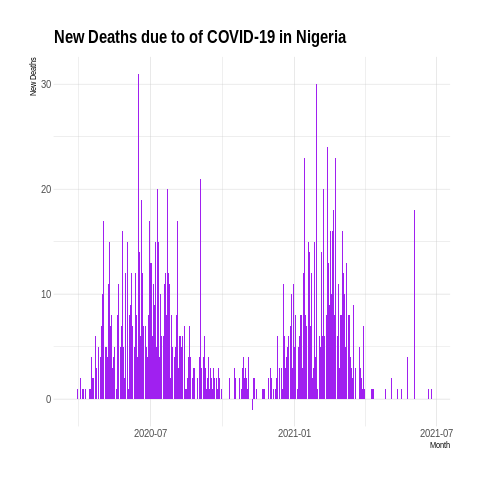 New Deaths due to of COVID-19 in Nigeria
New Deaths
30
20
10
0
2020-07
2021-01
2021-07
Month